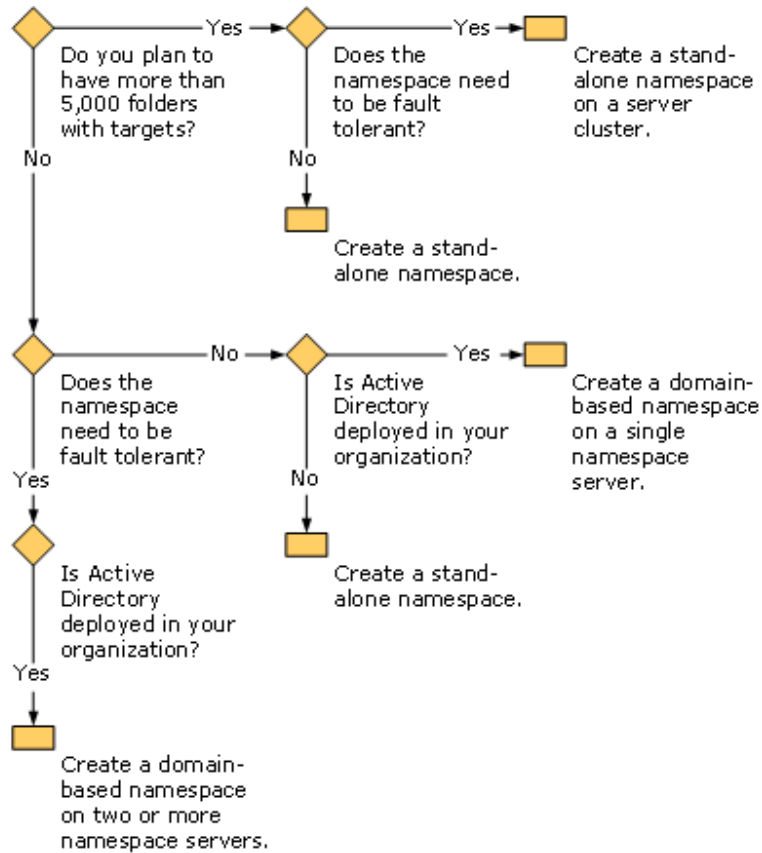 Yes
Yes
Do you plan to
have more than
5,000 folders
with targets?
Does the
namespace need
to be fault
tolerant?
Create a stand-
alone namespace
on a server
cluster.
No
No
Create a stand-
alone namespace.
No
Yes
Does the
namespace
need to be
fault tolerant?
Is Active
Directory
deployed in your
organization?
Create a domain-
based namespace
on a single
namespace
server.
Yes
No
Is Active
Directory
deployed in your
organization?
Create a stand-
alone namespace.
Yes
Create a domain-
based namespace
on two or more
namespace servers.